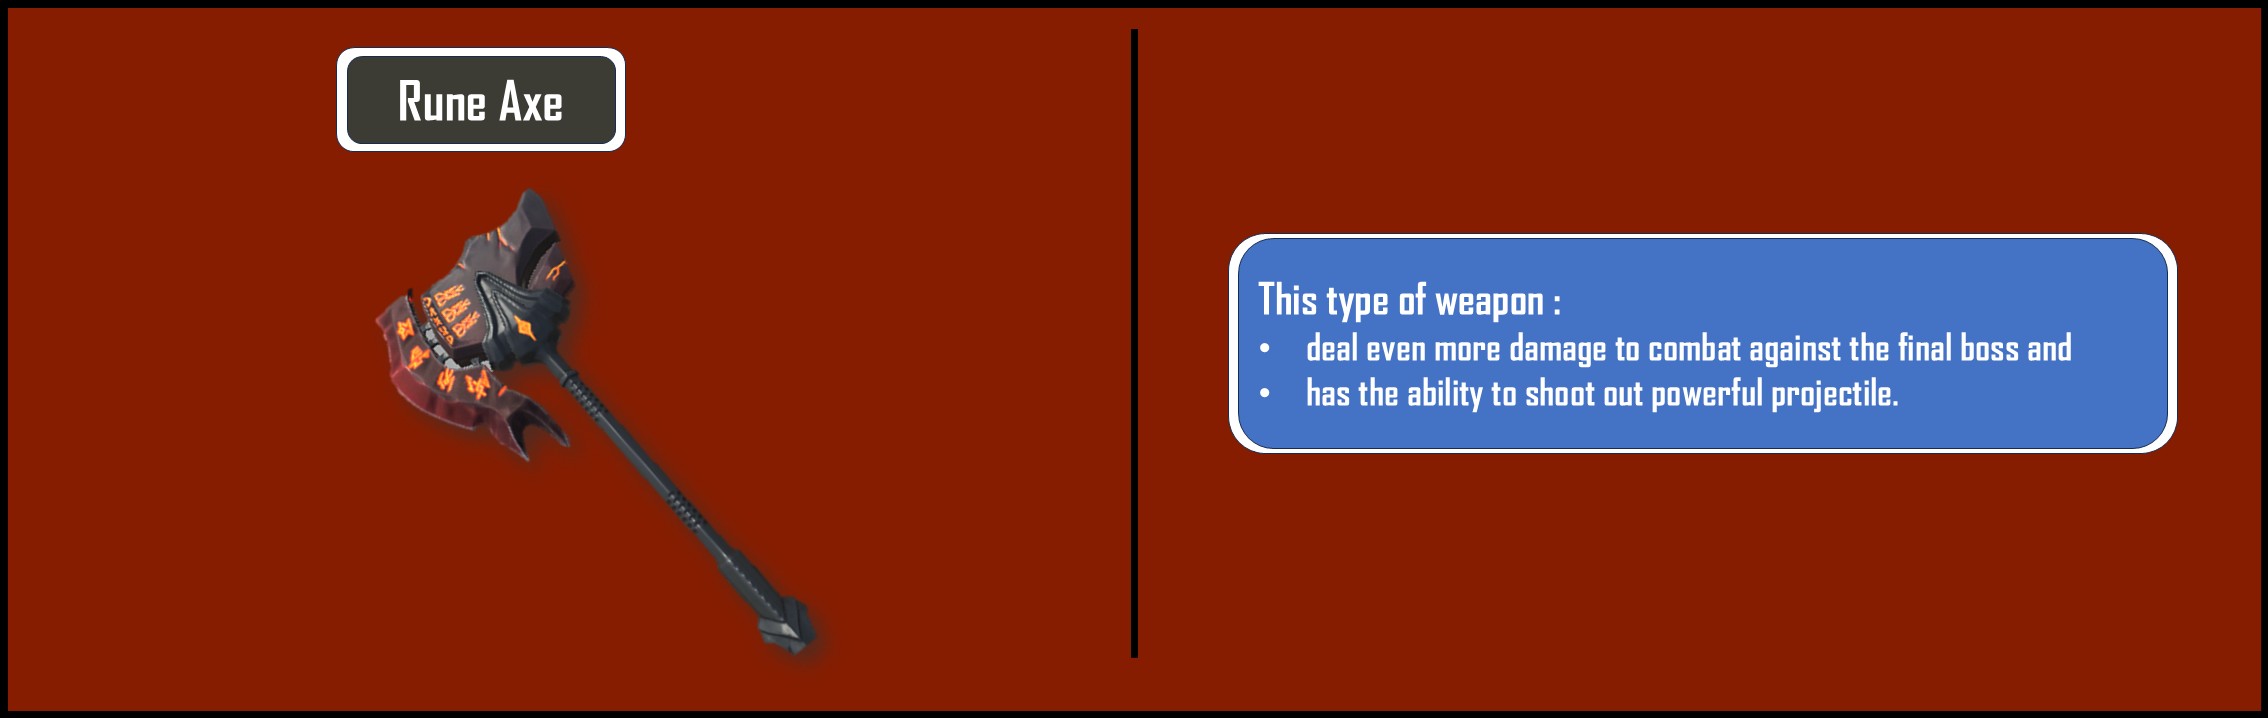 Rune Axe
This type of weapon :
• deal even more damage to combat against the final boss and
• has the ability to shoot out powerful projectile.